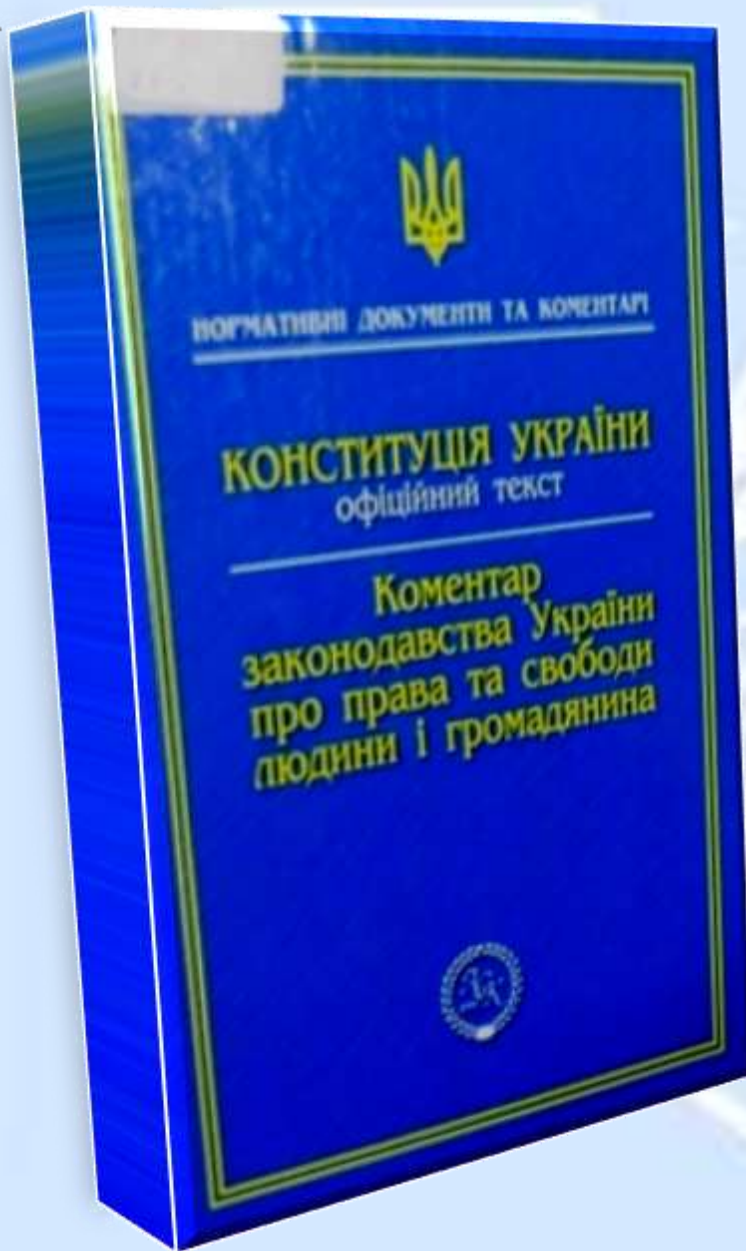 НОРМАТИВНІ ДОКУМЕНТИ ТА КОМЕНТАРІ
КОНСТИТУЦІЯ УКРАЇНИ
офіційний текст
Коментар
законодавства України
про права та свободи
людини і громадянина